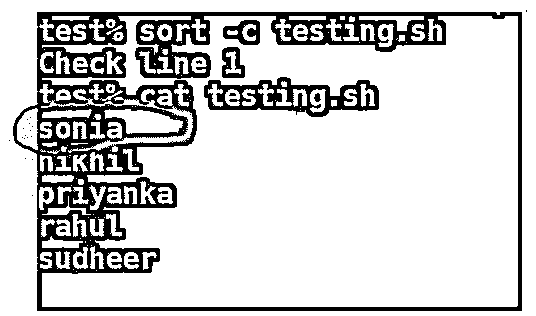 test% sort -c testing.sh
Check line 1
test% cat testing.sh
sonia
nikhil
priyanka
rahul
sudheer